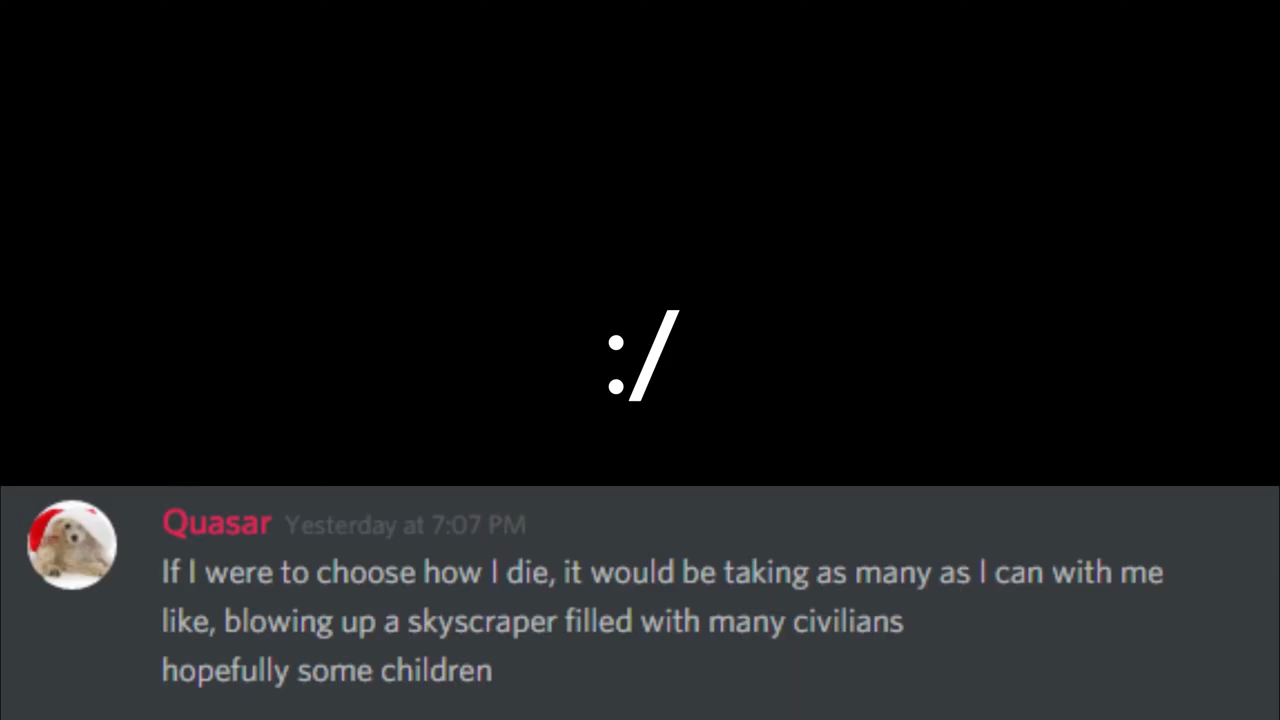 :/
Quasar Yesterday at 7:07 PM
If I were to choose how I die, it would be taking as many as I can with me
like, blowing up a skyscraper filled with many civilians
hopefully some children